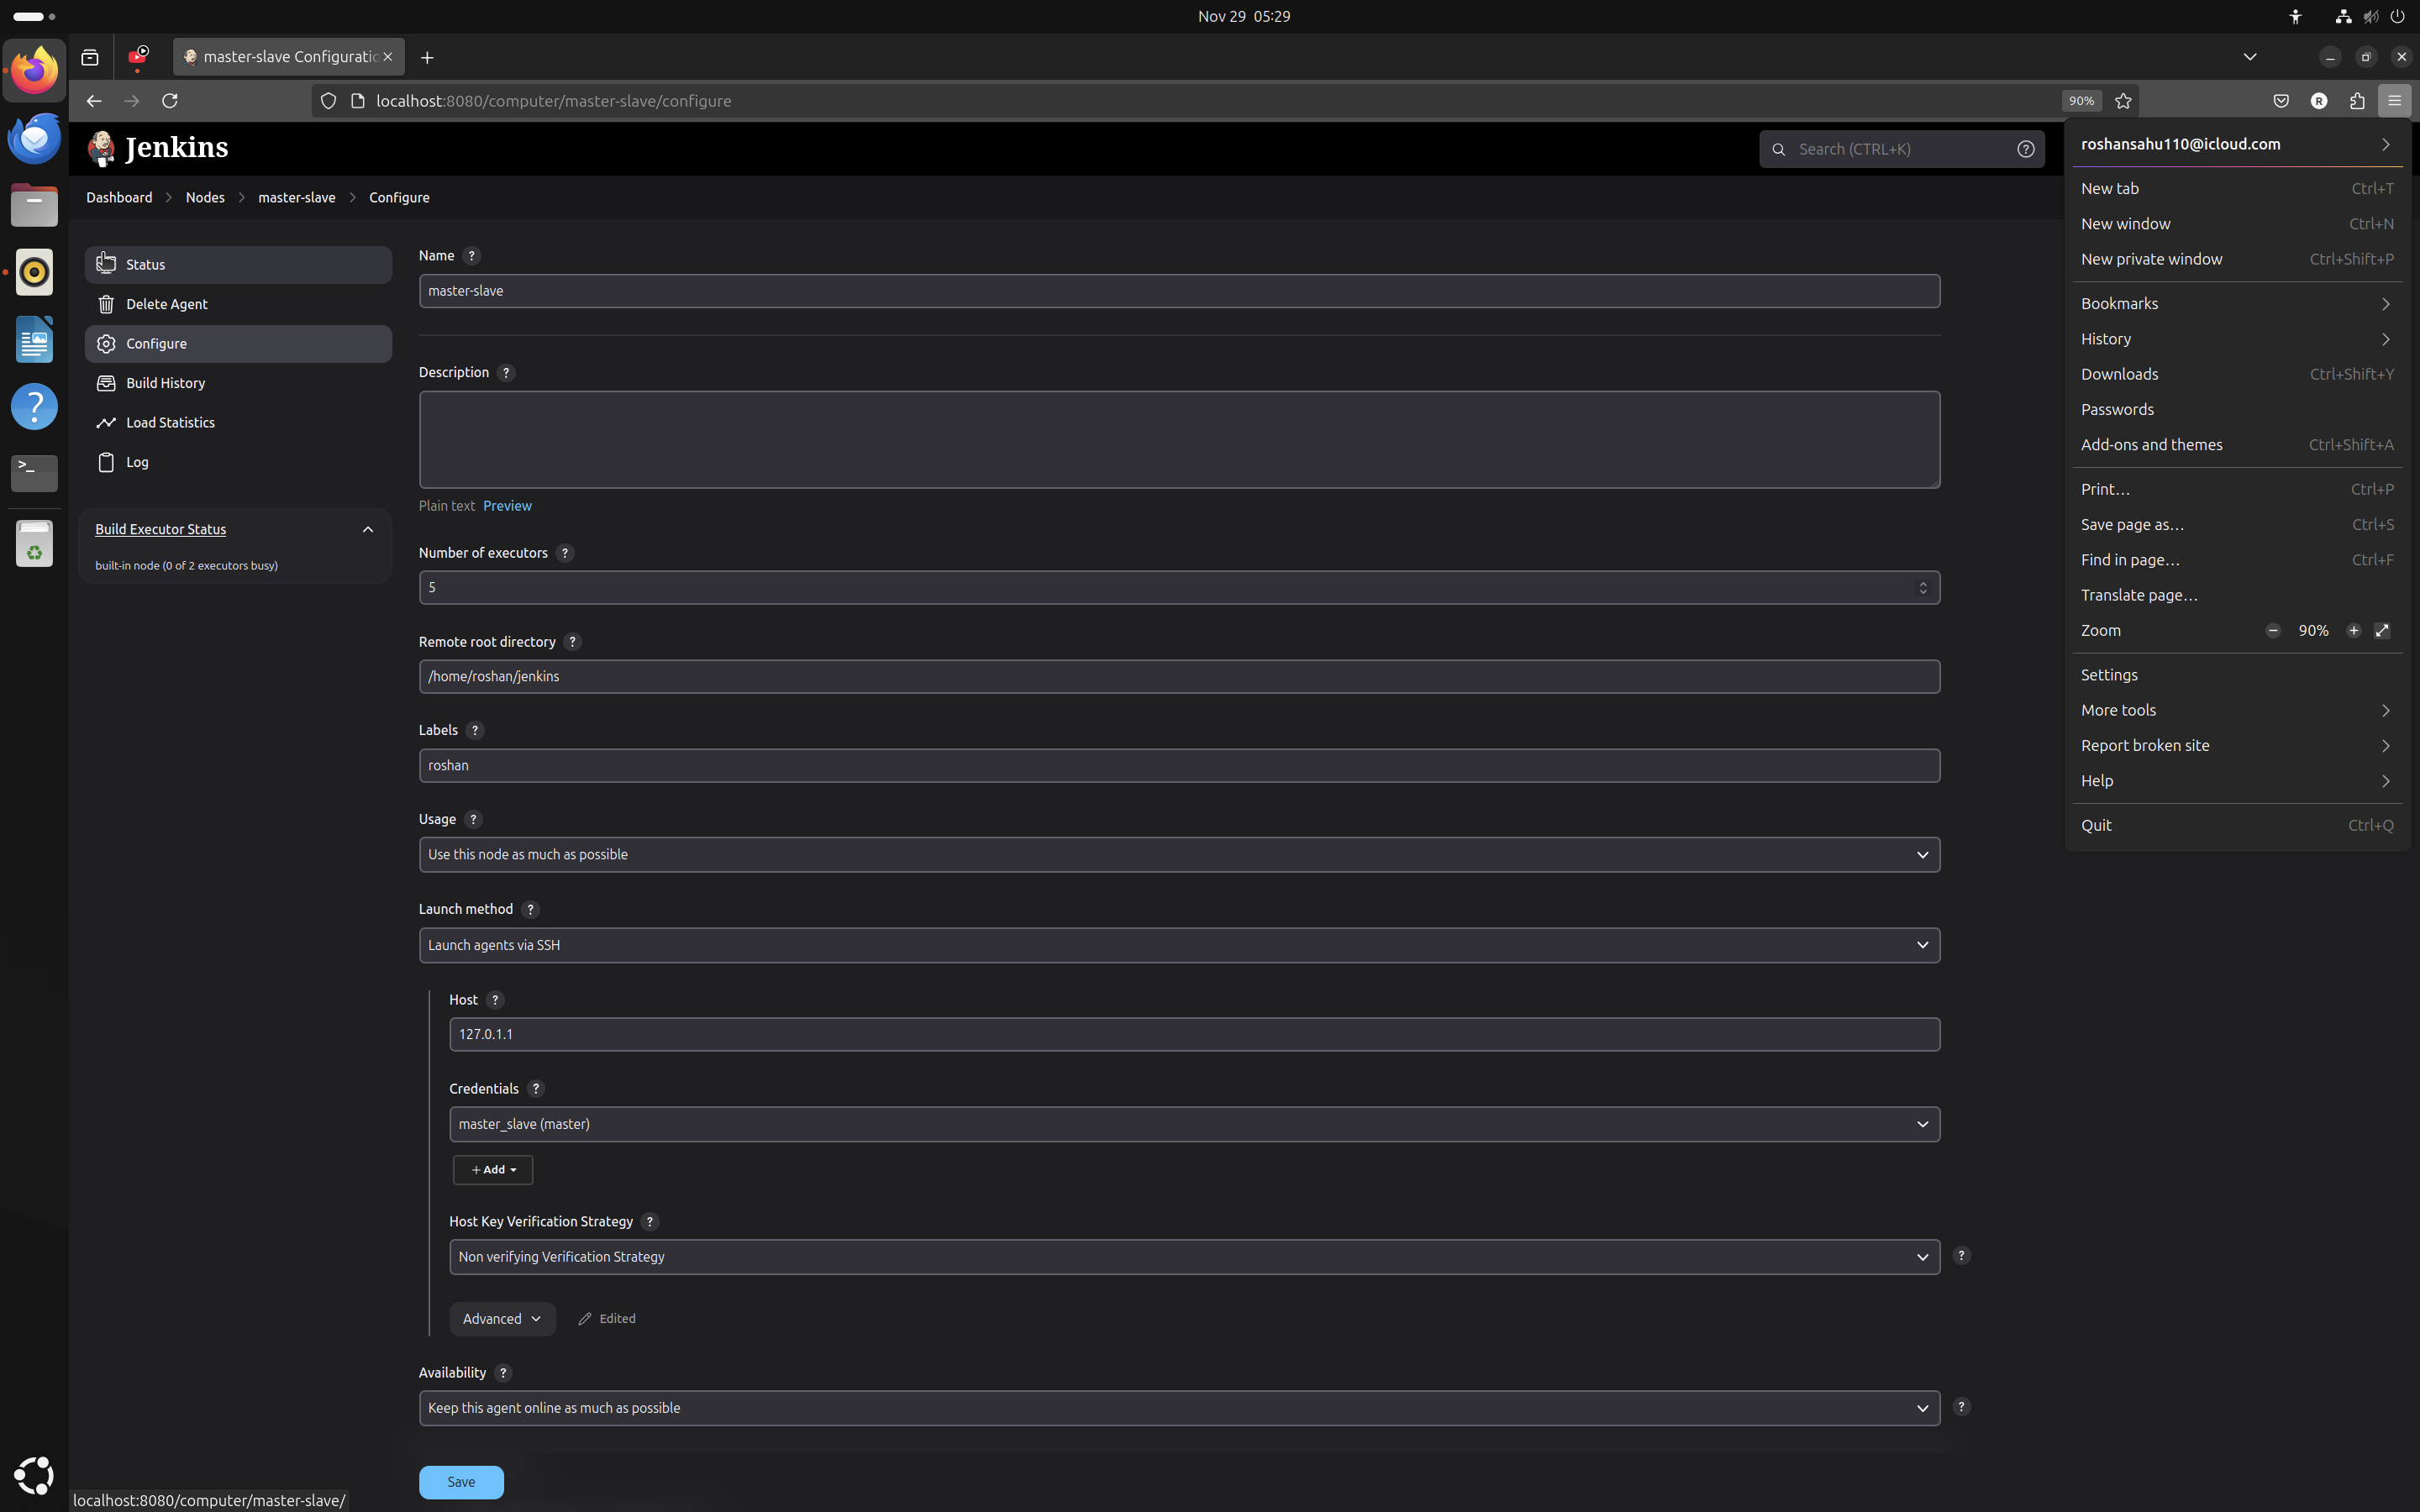 Nov 29 05:29
master-slave Configuratio
localhost:8080/computer/master-slave/configure
90%
R
Jenkins
Search (CTRL+K)
?
Dashboard
Nodes
master-slave
Configure
Status
Delete Agent
Configure
Build History
Load Statistics
Log
Build Executor Status
built-in node (0 of 2 executors busy)
Name ?
master-slave
Description ?
Plain text Preview
Number of executors ?
5
Remote root directory ?
/home/roshan/jenkins
Labels ?
roshan
Usage ?
Use this node as much as possible
Launch method ?
Launch agents via SSH
Host ?
127.0.1.1
Credentials ?
master_slave (master)
+ Add
Host Key Verification Strategy ?
Non verifying Verification Strategy
?
Advanced
Edited
Availability ?
Keep this agent online as much as possible
?
Save
roshansahu110@icloud.com
New tab Ctrl+T
New window Ctrl+N
New private window Ctrl+Shift+P
Bookmarks
History
Downloads Ctrl+Shift+Y
Passwords
Add-ons and themes Ctrl+Shift+A
Print… Ctrl+P
Save page as… Ctrl+S
Find in page… Ctrl+F
Translate page…
Zoom − 90% +
Settings
More tools
Report broken site
Help
Quit Ctrl+Q
localhost:8080/computer/master-slave/